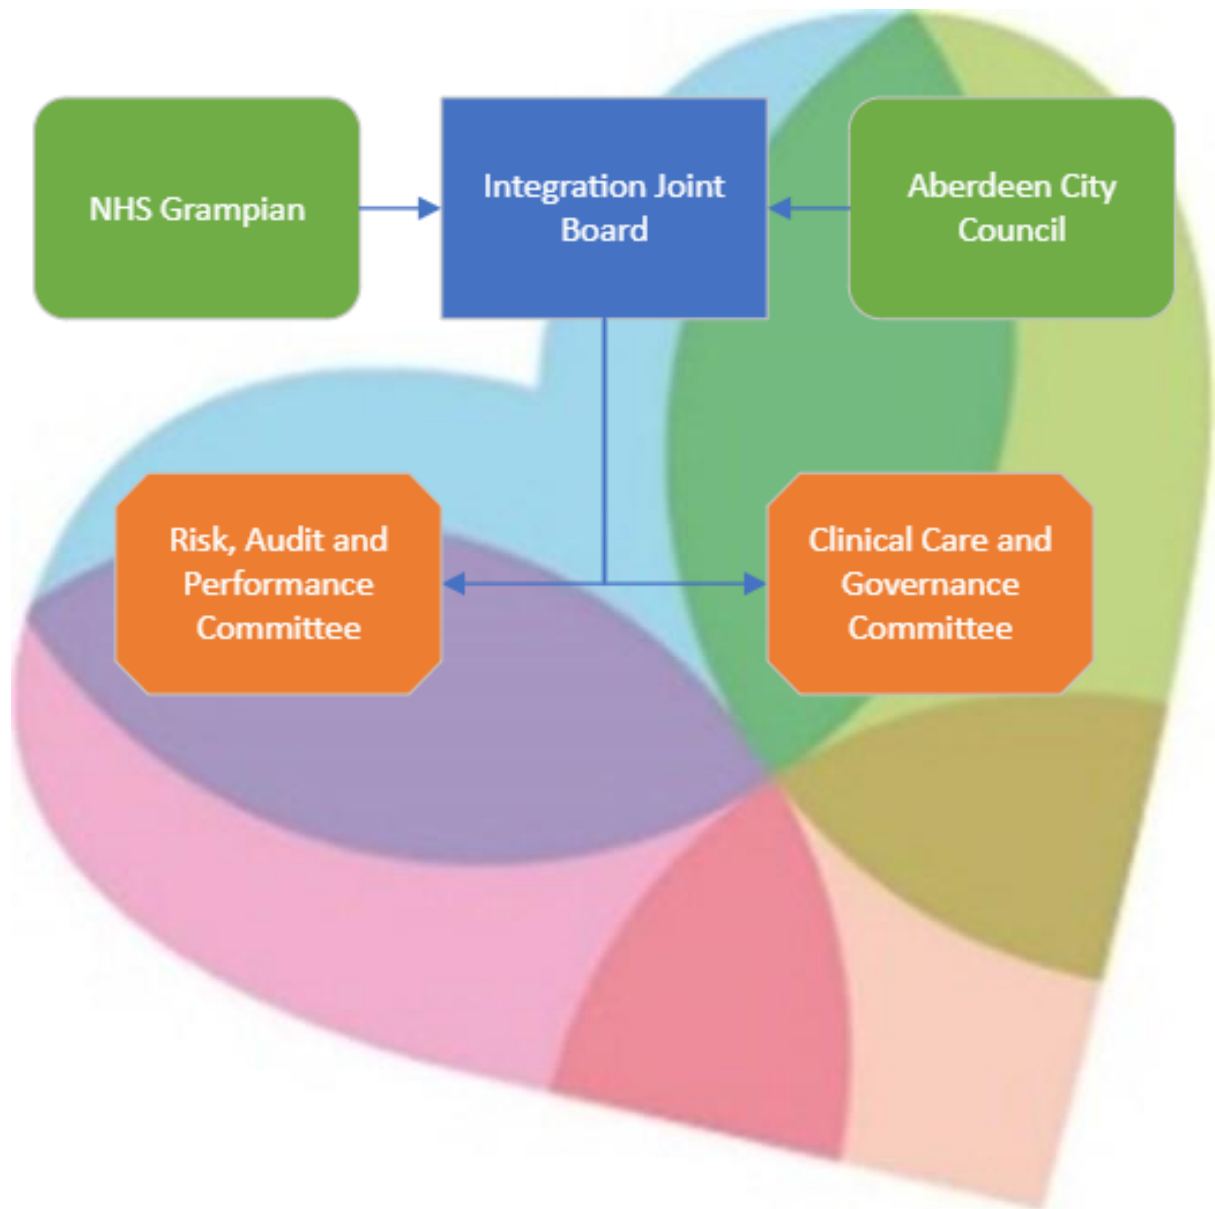 NHS Grampian
Integration Joint
Board
Aberdeen City
Council
Risk, Audit and
Performance
Committee
Clinical Care and
Governance
Committee